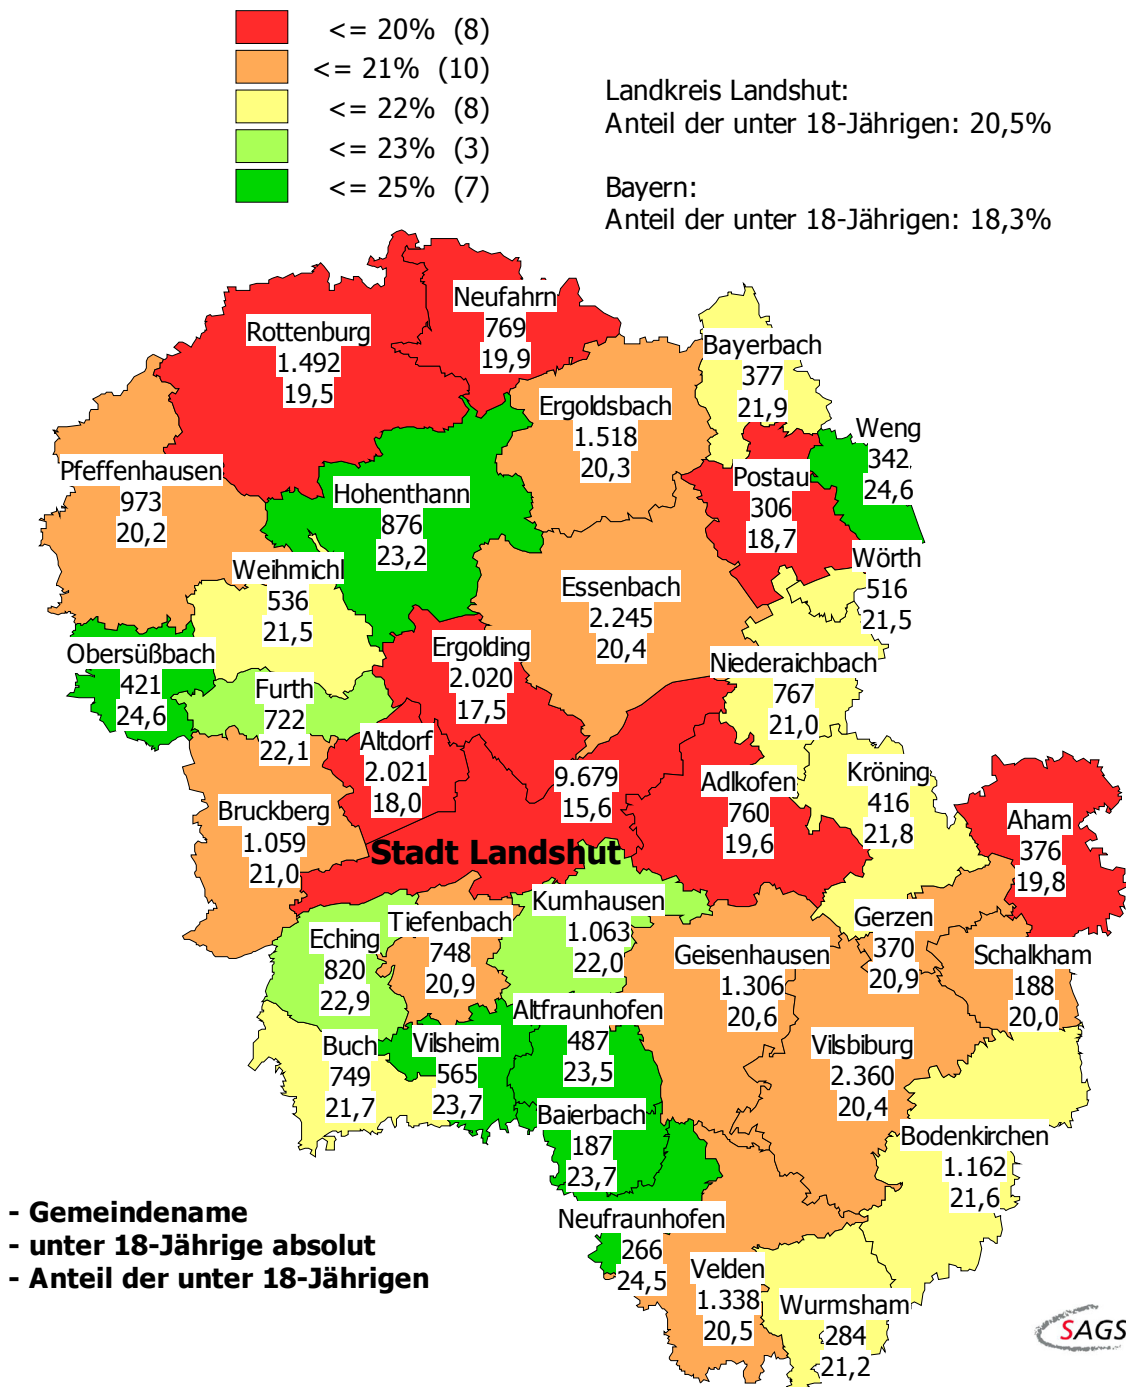 <= 20% (8)
<= 21% (10)
<= 22% (8)
<= 23% (3)
<= 25% (7)
Landkreis Landshut:
Anteil der unter 18-Jährigen: 20,5%
Bayern:
Anteil der unter 18-Jährigen: 18,3%
Neufahrn
769
19,9
Rottenburg
1.492
19,5
Bayerbach
377
21,9
Ergoldsbach
1.518
20,3
Weng
342
24,6
Pfeffenhausen
973
20,2
Hohenthann
876
23,2
Postau
306
18,7
Weihmichl
536
21,5
Essenbach
2.245
20,4
Wörth
516
21,5
Obersüßbach
421
24,6
Ergolding
2.020
17,5
Niederaichbach
767
21,0
Furth
722
22,1
Altdorf
2.021
18,0
9.679
15,6
Stadt Landshut
Adlkofen
760
19,6
Kröning
416
21,8
Bruckberg
1.059
21,0
Aham
376
19,8
Kumhausen
1.063
22,0
Tiefenbach
748
20,9
Eching
820
22,9
Gerzen
370
20,9
Geisenhausen
1.306
20,6
Schalkham
188
20,0
Altfraunhofen
487
23,5
Vilsheim
565
23,7
Buch
749
21,7
Vilsbiburg
2.360
20,4
Baierbach
187
23,7
Bodenkirchen
1.162
21,6
Neufraunhofen
266
24,5
Velden
1.338
20,5
Wurmsham
284
21,2
- Gemeindename
- unter 18-Jährige absolut
- Anteil der unter 18-Jährigen
SAGS